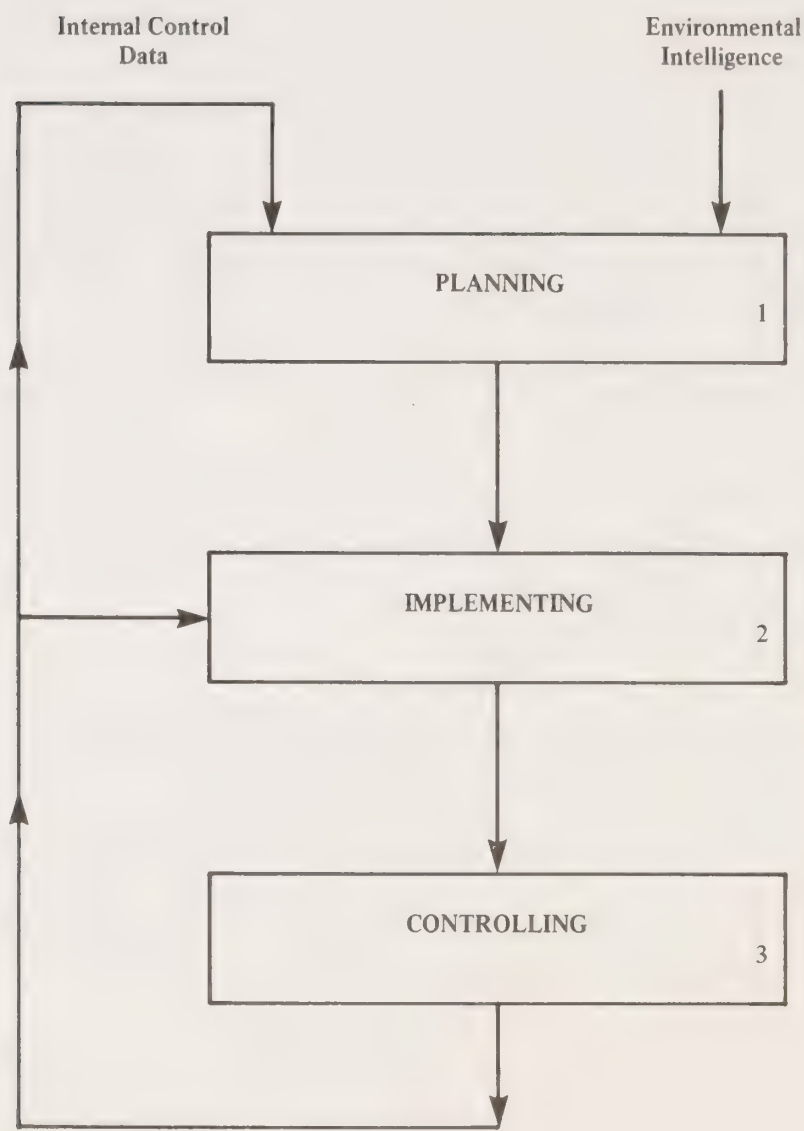 Internal Control
Data
Environmental
Intelligence
PLANNING
1
IMPLEMENTING
2
CONTROLLING
3